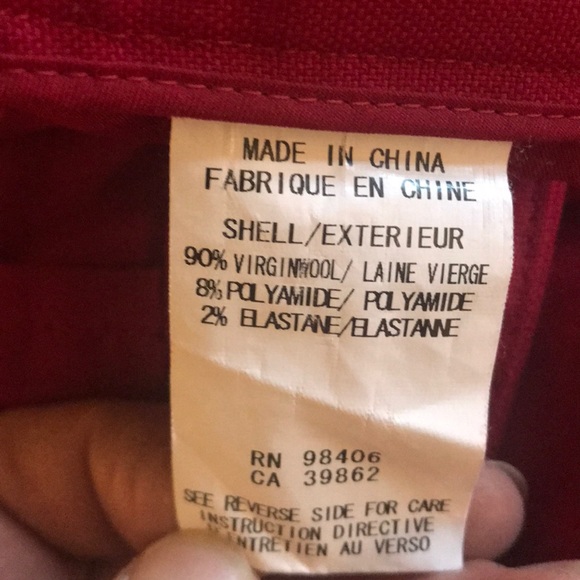 MADE IN CHINA
FABRIQUE EN CHINE
SHELL/EXTERIEUR
90% VIRGINWOOL/ LAINE VIERGE
8% POLYAMIDE/ POLYAMIDE
2% ELASTANE/ELASTANNE
RN 98406
CA 39862
SEE REVERSE SIDE FOR CARE
INSTRUCTION DIRECTIVE
ENTRETIEN AU VERSO